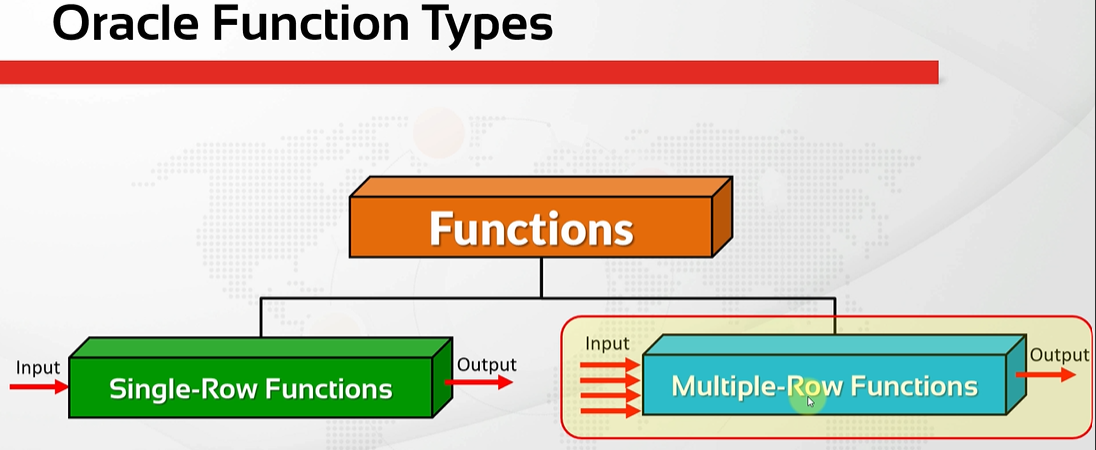 Oracle Function Types
Functions
Input
Single-Row Functions
Output
Input
Multiple-Row Functions
Output